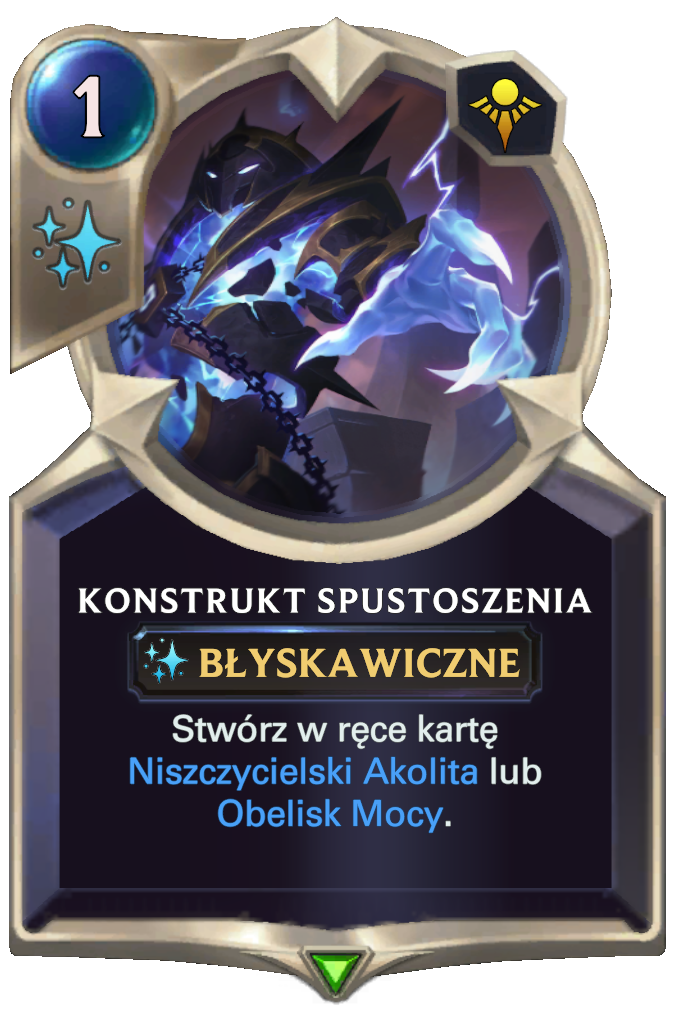 1
KONSTRUKT SPUSTOSZENIA
BŁYSKAWICZNE
Stwórz w ręce kartę
Niszczycielski Akolita lub
Obelisk Mocy.